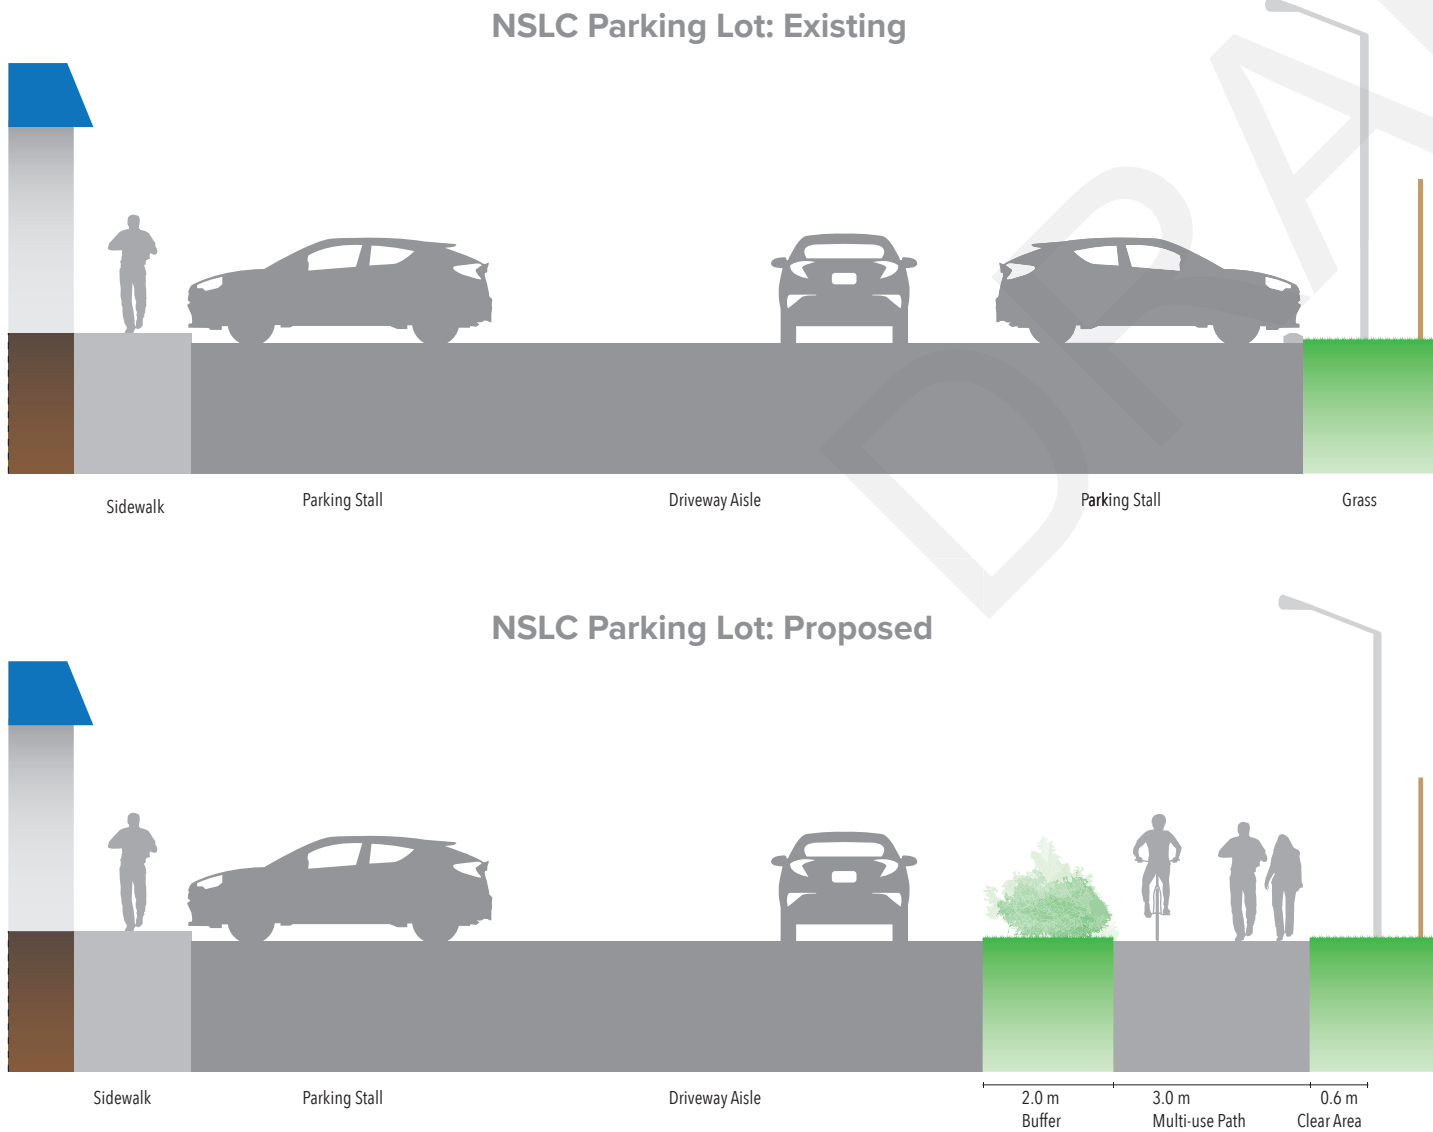 NSLC Parking Lot: Existing
Sidewalk
Parking Stall
Driveway Aisle
Parking Stall
Grass
NSLC Parking Lot: Proposed
Sidewalk
Parking Stall
Driveway Aisle
2.0 m
Buffer
3.0 m
Multi-use Path
0.6 m
Clear Area
DRA